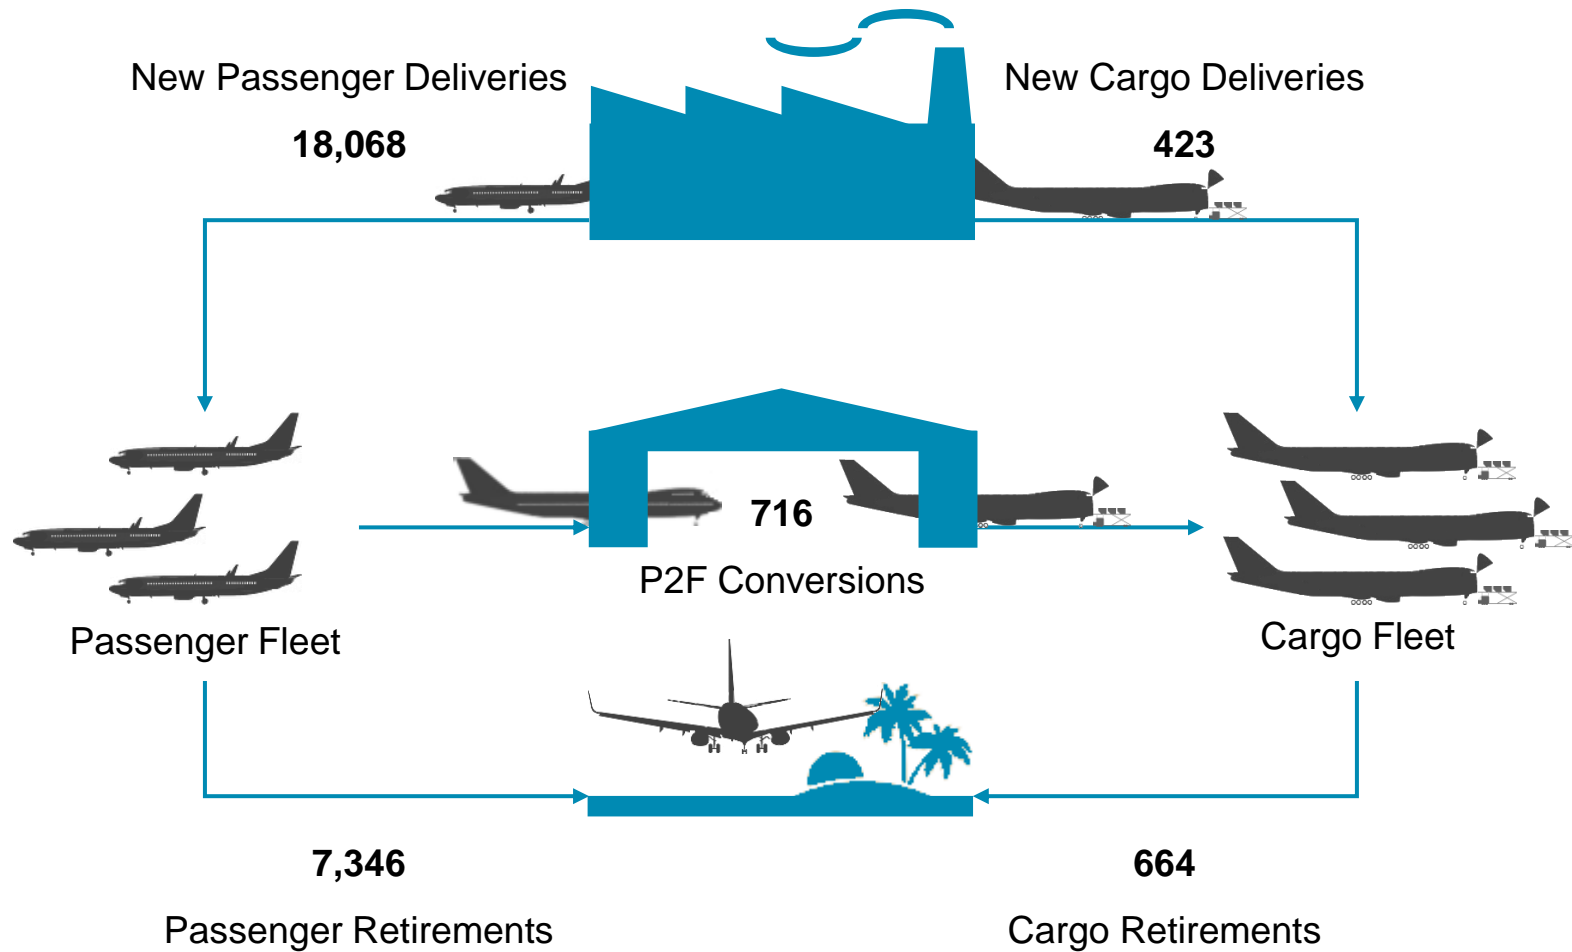 New Passenger Deliveries
18,068
New Cargo Deliveries
423
716
P2F Conversions
Passenger Fleet
Cargo Fleet
7,346
Passenger Retirements
664
Cargo Retirements